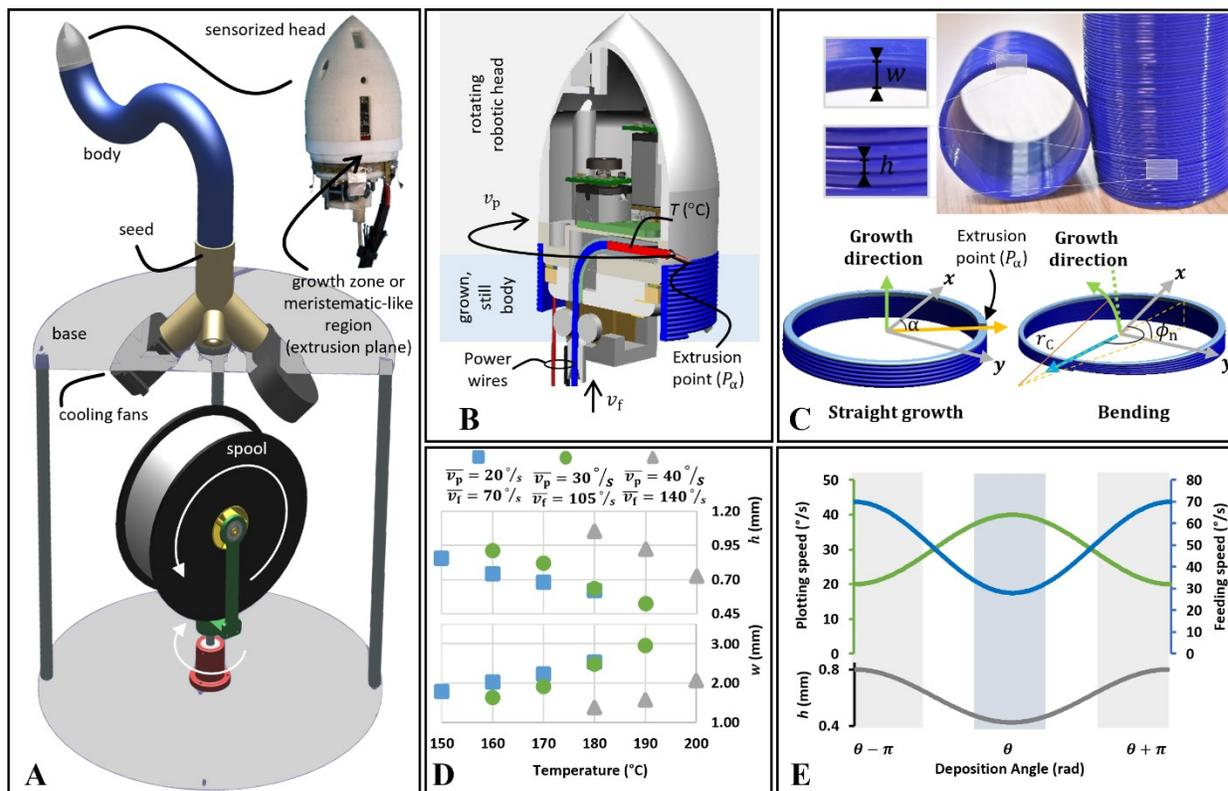 sensorized head
body
seed
growth zone or
meristematic-like
region
(extrusion plane)
base
cooling fans
spool
A
rotating
robotic head
v_p
T (°C)
grown,
still
body
Power
wires
Extrusion
point (P_α)
v_f
B
w
h
Growth
direction
x
Extrusion
point (P_α)
α
y
Straight growth
Growth
direction
x
r_C
ϕ_n
y
Bending
C
v̅_p = 20 °/s v̅_p = 30 °/s v̅_p = 40 °/s
v̅_f = 70 °/s v̅_f = 105 °/s v̅_f = 140 °/s
1.20
0.95
0.70
0.45
h (mm)
3.00
2.00
1.00
w (mm)
150 160 170 180 190 200
Temperature (°C)
D
Plotting speed (°/s)
50
40
30
20
10
0
80
70
60
50
40
30
20
10
0
Feeding speed (°/s)
h (mm)
0.8
0.4
θ − π θ θ + π
Deposition Angle (rad)
E